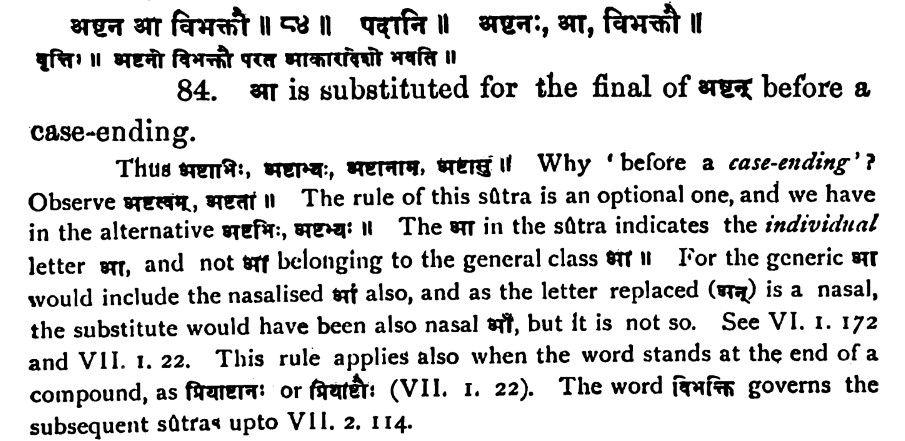 अष्टन आ विभक्तौ ॥ ८४ ॥ पदानि ॥ अष्टनः, आ, विभक्तौ ॥
वृत्तिः ॥ अष्टनो विभक्तौ परत आकारादेशो भवति ॥
84. आ is substituted for the final of अष्टन् before a
case-ending.
Thus अष्टाभिः, अष्टाभ्यः, अष्टानाम, अष्टासु ॥ Why 'before a case-ending'?
Observe अष्टत्वम्, अष्टता ॥ The rule of this sûtra is an optional one, and we have
in the alternative अष्टभिः, अष्टभ्यः ॥ The आ in the sûtra indicates the individual
letter आ, and not आ belonging to the general class आ ॥ For the generic आ
would include the nasalised आं also, and as the letter replaced (अन्) is a nasal,
the substitute would have been also nasal आँ, but it is not so. See VI. 1. 172
and VII. 1. 22. This rule applies also when the word stands at the end of a
compound, as प्रियाष्टानः or प्रियाष्टौः (VII. 1. 22). The word विभक्ति governs the
subsequent sûtras upto VII. 2. 114.